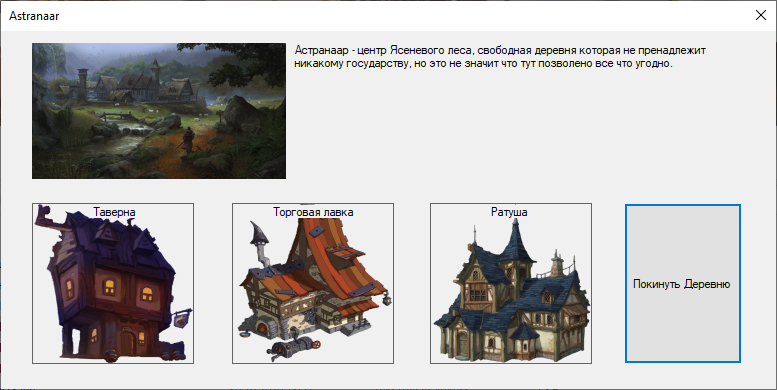 Astranaar
Астранаар - центр Ясеневого леса, свободная деревня которая не пренадлежит
никакому государству, но это не значит что тут позволено все что угодно.
Таверна
Торговая лавка
Ратуша
Покинуть Деревню